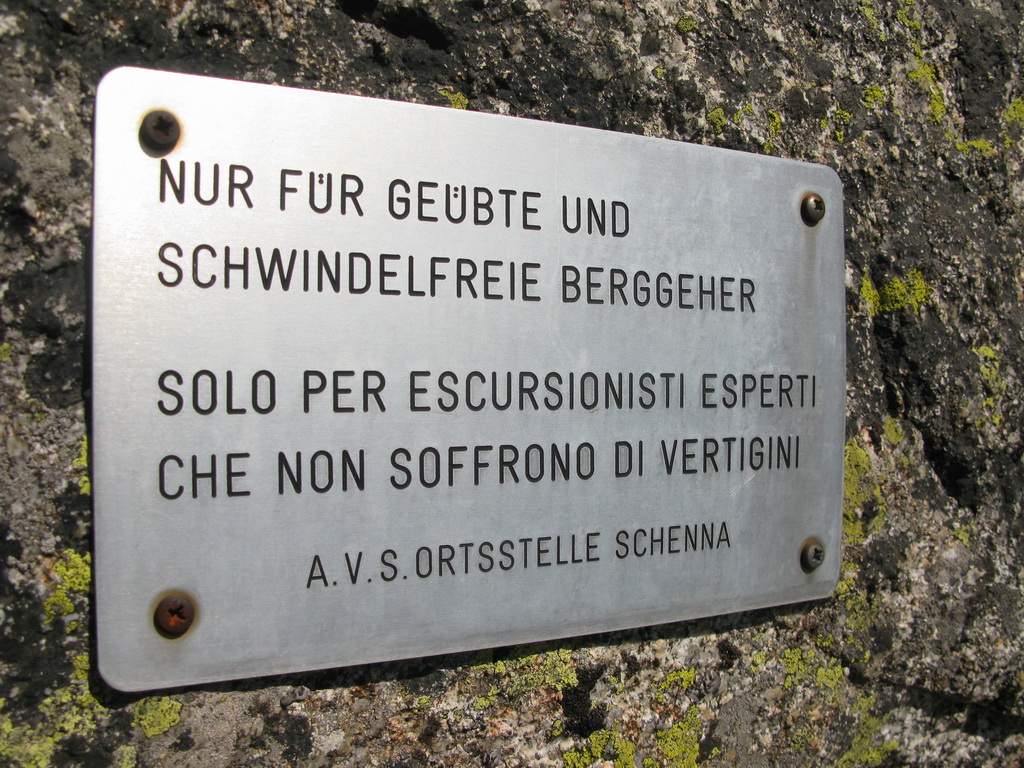 NUR FÜR GEÜBTE UND
SCHWINDELFREIE BERGGEHER
SOLO PER ESCURSIONISTI ESPERTI
CHE NON SOFFRONO DI VERTIGINI
A.V.S. ORTSSTELLE SCHENNA